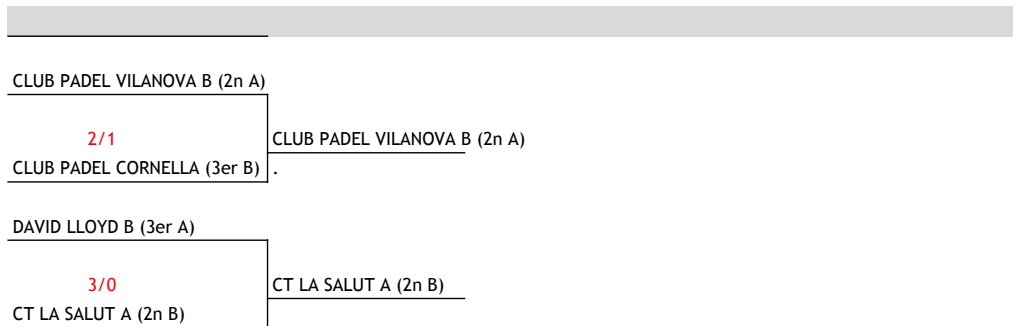 CLUB PADEL VILANOVA B (2n A)
2/1
CLUB PADEL VILANOVA B (2n A)
CLUB PADEL CORNELLA (3er B)
.
DAVID LLOYD B (3er A)
3/0
CT LA SALUT A (2n B)
CT LA SALUT A (2n B)